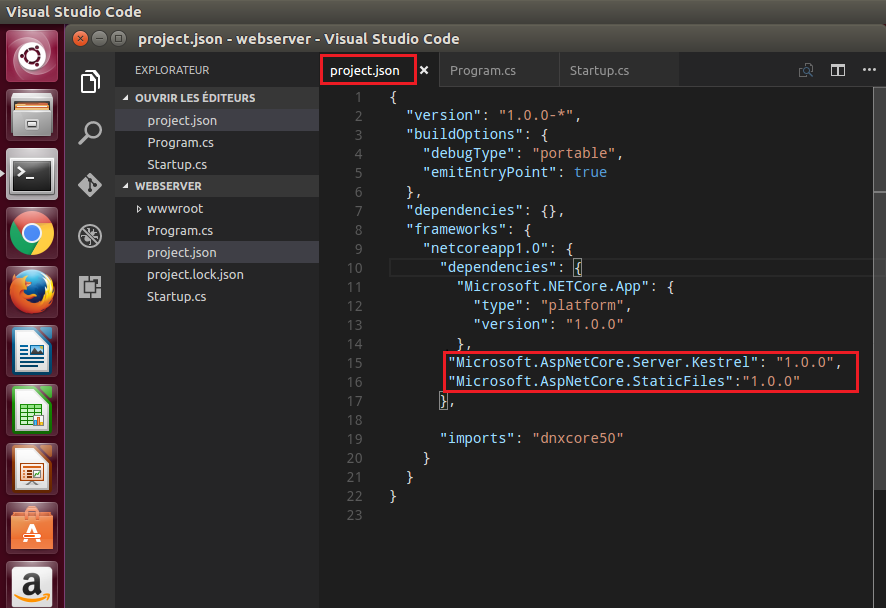 Visual Studio Code
project.json - webserver - Visual Studio Code
EXPLORATEUR
OUVRIR LES ÉDITEURS
project.json
Program.cs
Startup.cs
WEBSERVER
wwwroot
Program.cs
project.json
project.lock.json
Startup.cs
project.json Program.cs Startup.cs
1 {
2 "version": "1.0.0-*",
3 "buildOptions": {
4 "debugType": "portable",
5 "emitEntryPoint": true
6 },
7 "dependencies": {},
8 "frameworks": {
9 "netcoreapp1.0": {
10 "dependencies": {
11 "Microsoft.NETCore.App": {
12 "type": "platform",
13 "version": "1.0.0"
14 },
15 "Microsoft.AspNetCore.Server.Kestrel": "1.0.0",
16 "Microsoft.AspNetCore.StaticFiles":"1.0.0"
17 },
18
19 "imports": "dnxcore50"
20 }
21 }
22 }
23